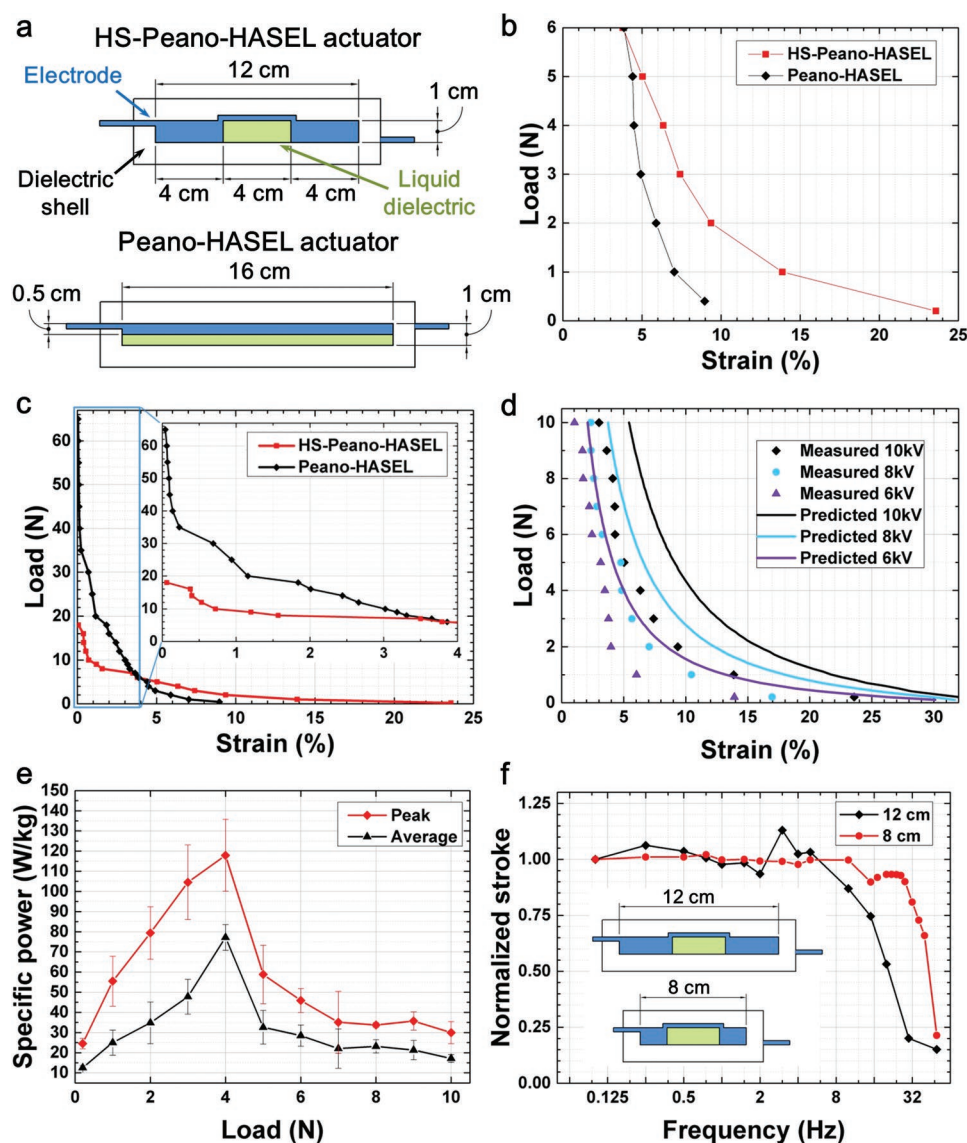 a
HS-Peano-HASEL actuator
Electrode
12 cm
1 cm
Dielectric
shell
4 cm
4 cm
4 cm
Liquid
dielectric
Peano-HASEL actuator
16 cm
0.5 cm
1 cm
b
HS-Peano-HASEL
Peano-HASEL
Load (N)
6
5
4
3
2
1
0
0 5 10 15 20 25
Strain (%)
c
HS-Peano-HASEL
Peano-HASEL
Load (N)
60
50
40
30
20
10
0
60
50
40
30
20
10
0
0 1 2 3 4
0 5 10 15 20 25
Strain (%)
d
Measured 10kV
Measured 8kV
Measured 6kV
Predicted 10kV
Predicted 8kV
Predicted 6kV
Load (N)
10
8
6
4
2
0
0 5 10 15 20 25 30
Strain (%)
e
Peak
Average
Specific power (W/kg)
150
140
130
120
110
100
90
80
70
60
50
40
30
20
10
0 2 4 6 8 10
Load (N)
f
12 cm
8 cm
Normalized stroke
1.25
1.00
0.75
0.50
0.25
0.00
12 cm
8 cm
0.125 0.5 2 8 32
Frequency (Hz)